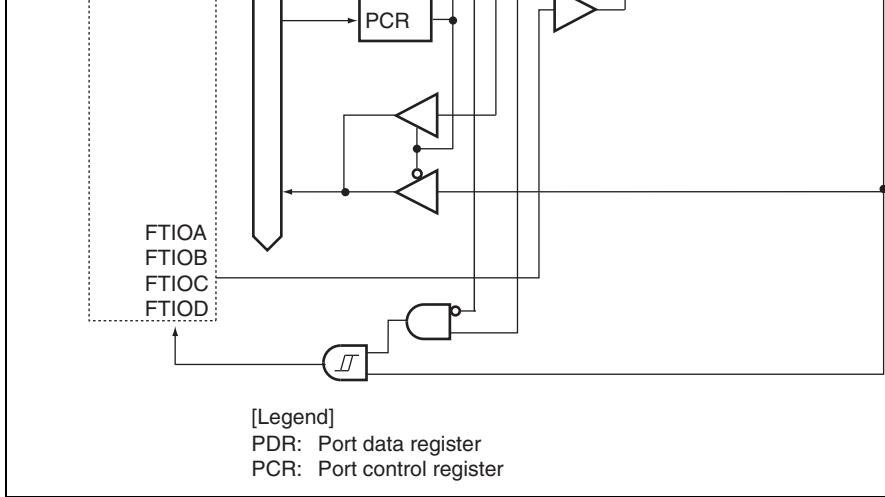 PCR
FTIOA
FTIOB
FTIOC
FTIOD
[Legend]
PDR: Port data register
PCR: Port control register